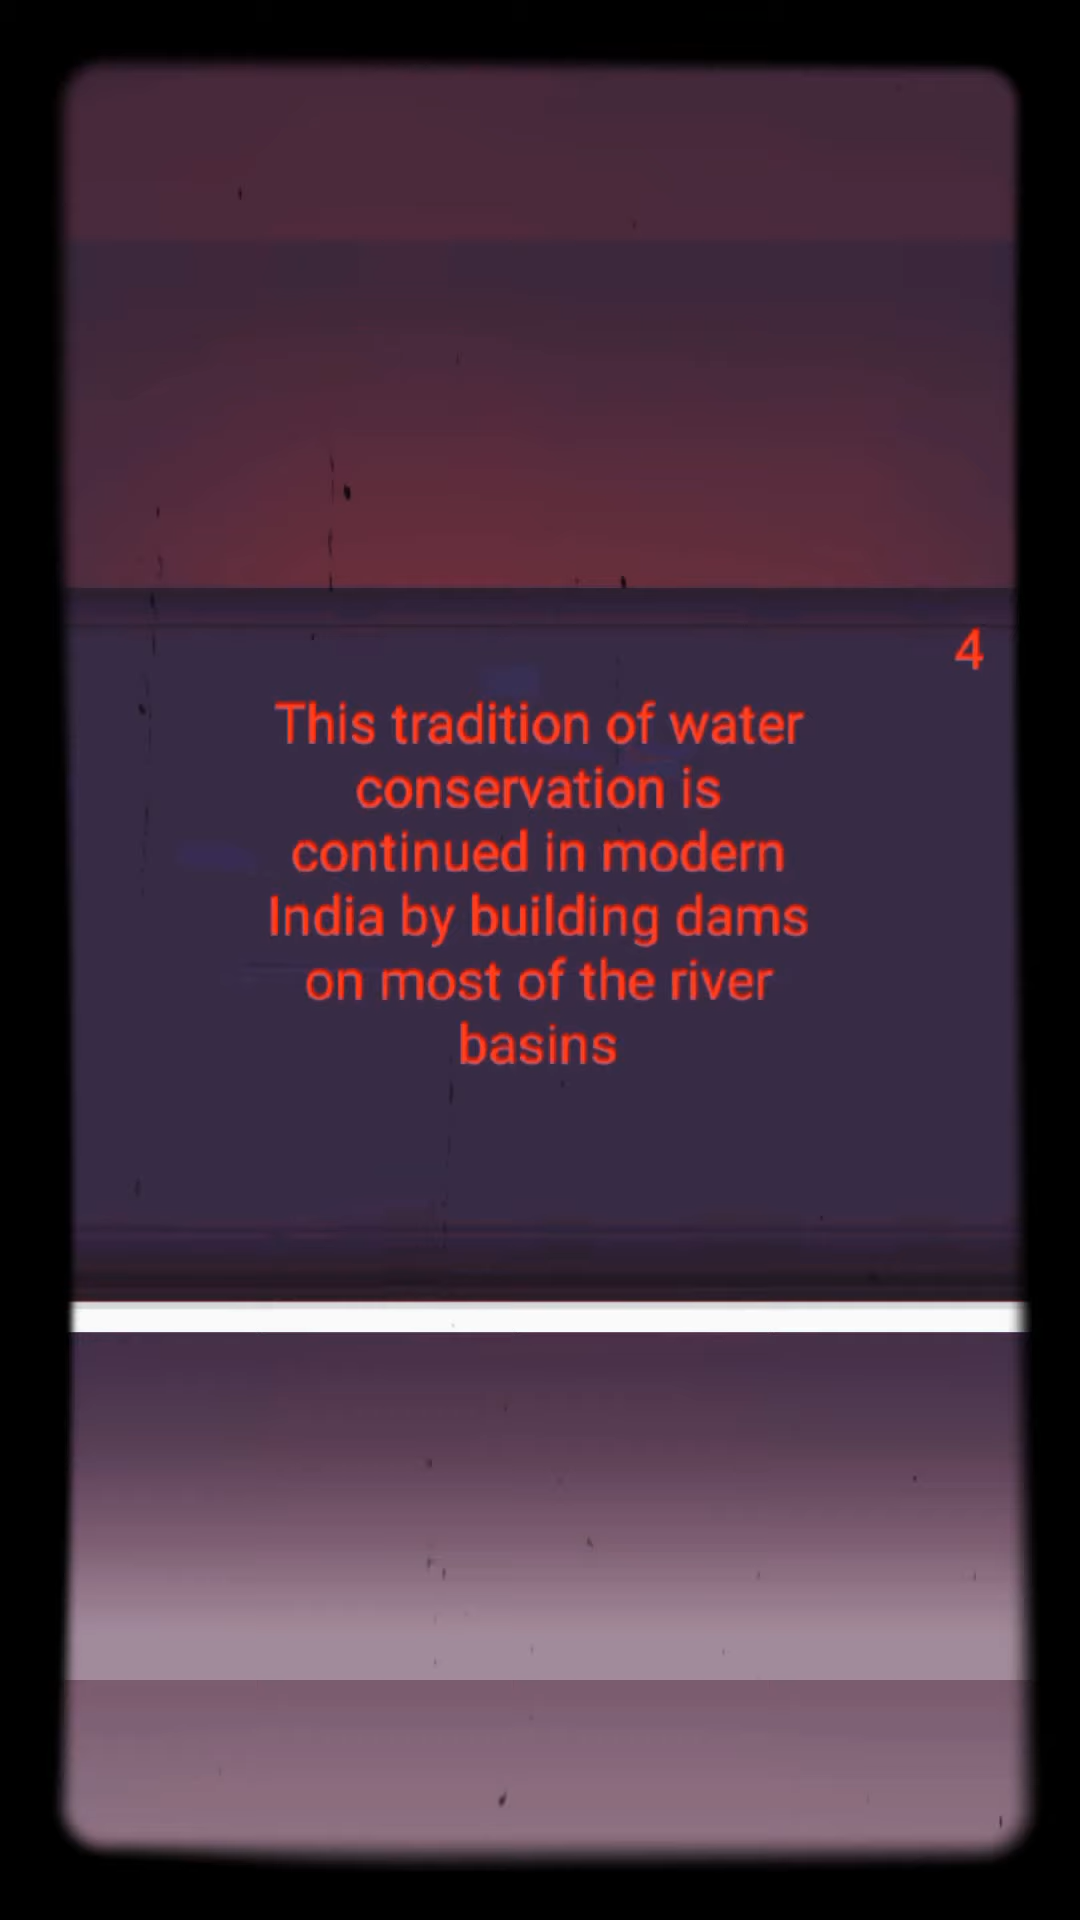 4
This tradition of water
conservation is
continued in modern
India by building dams
on most of the river
basins